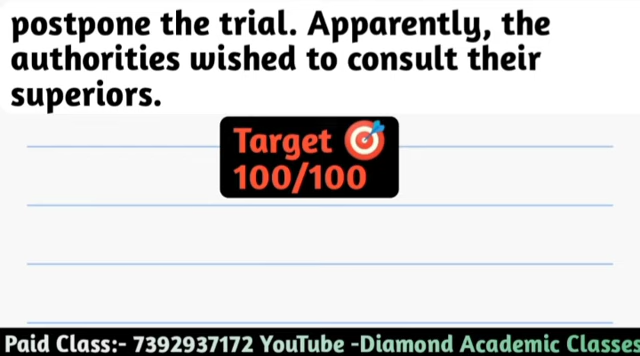 postpone the trial. Apparently, the
authorities wished to consult their
superiors.
Target
100/100
Paid Class:- 7392937172 YouTube -Diamond Academic Classes